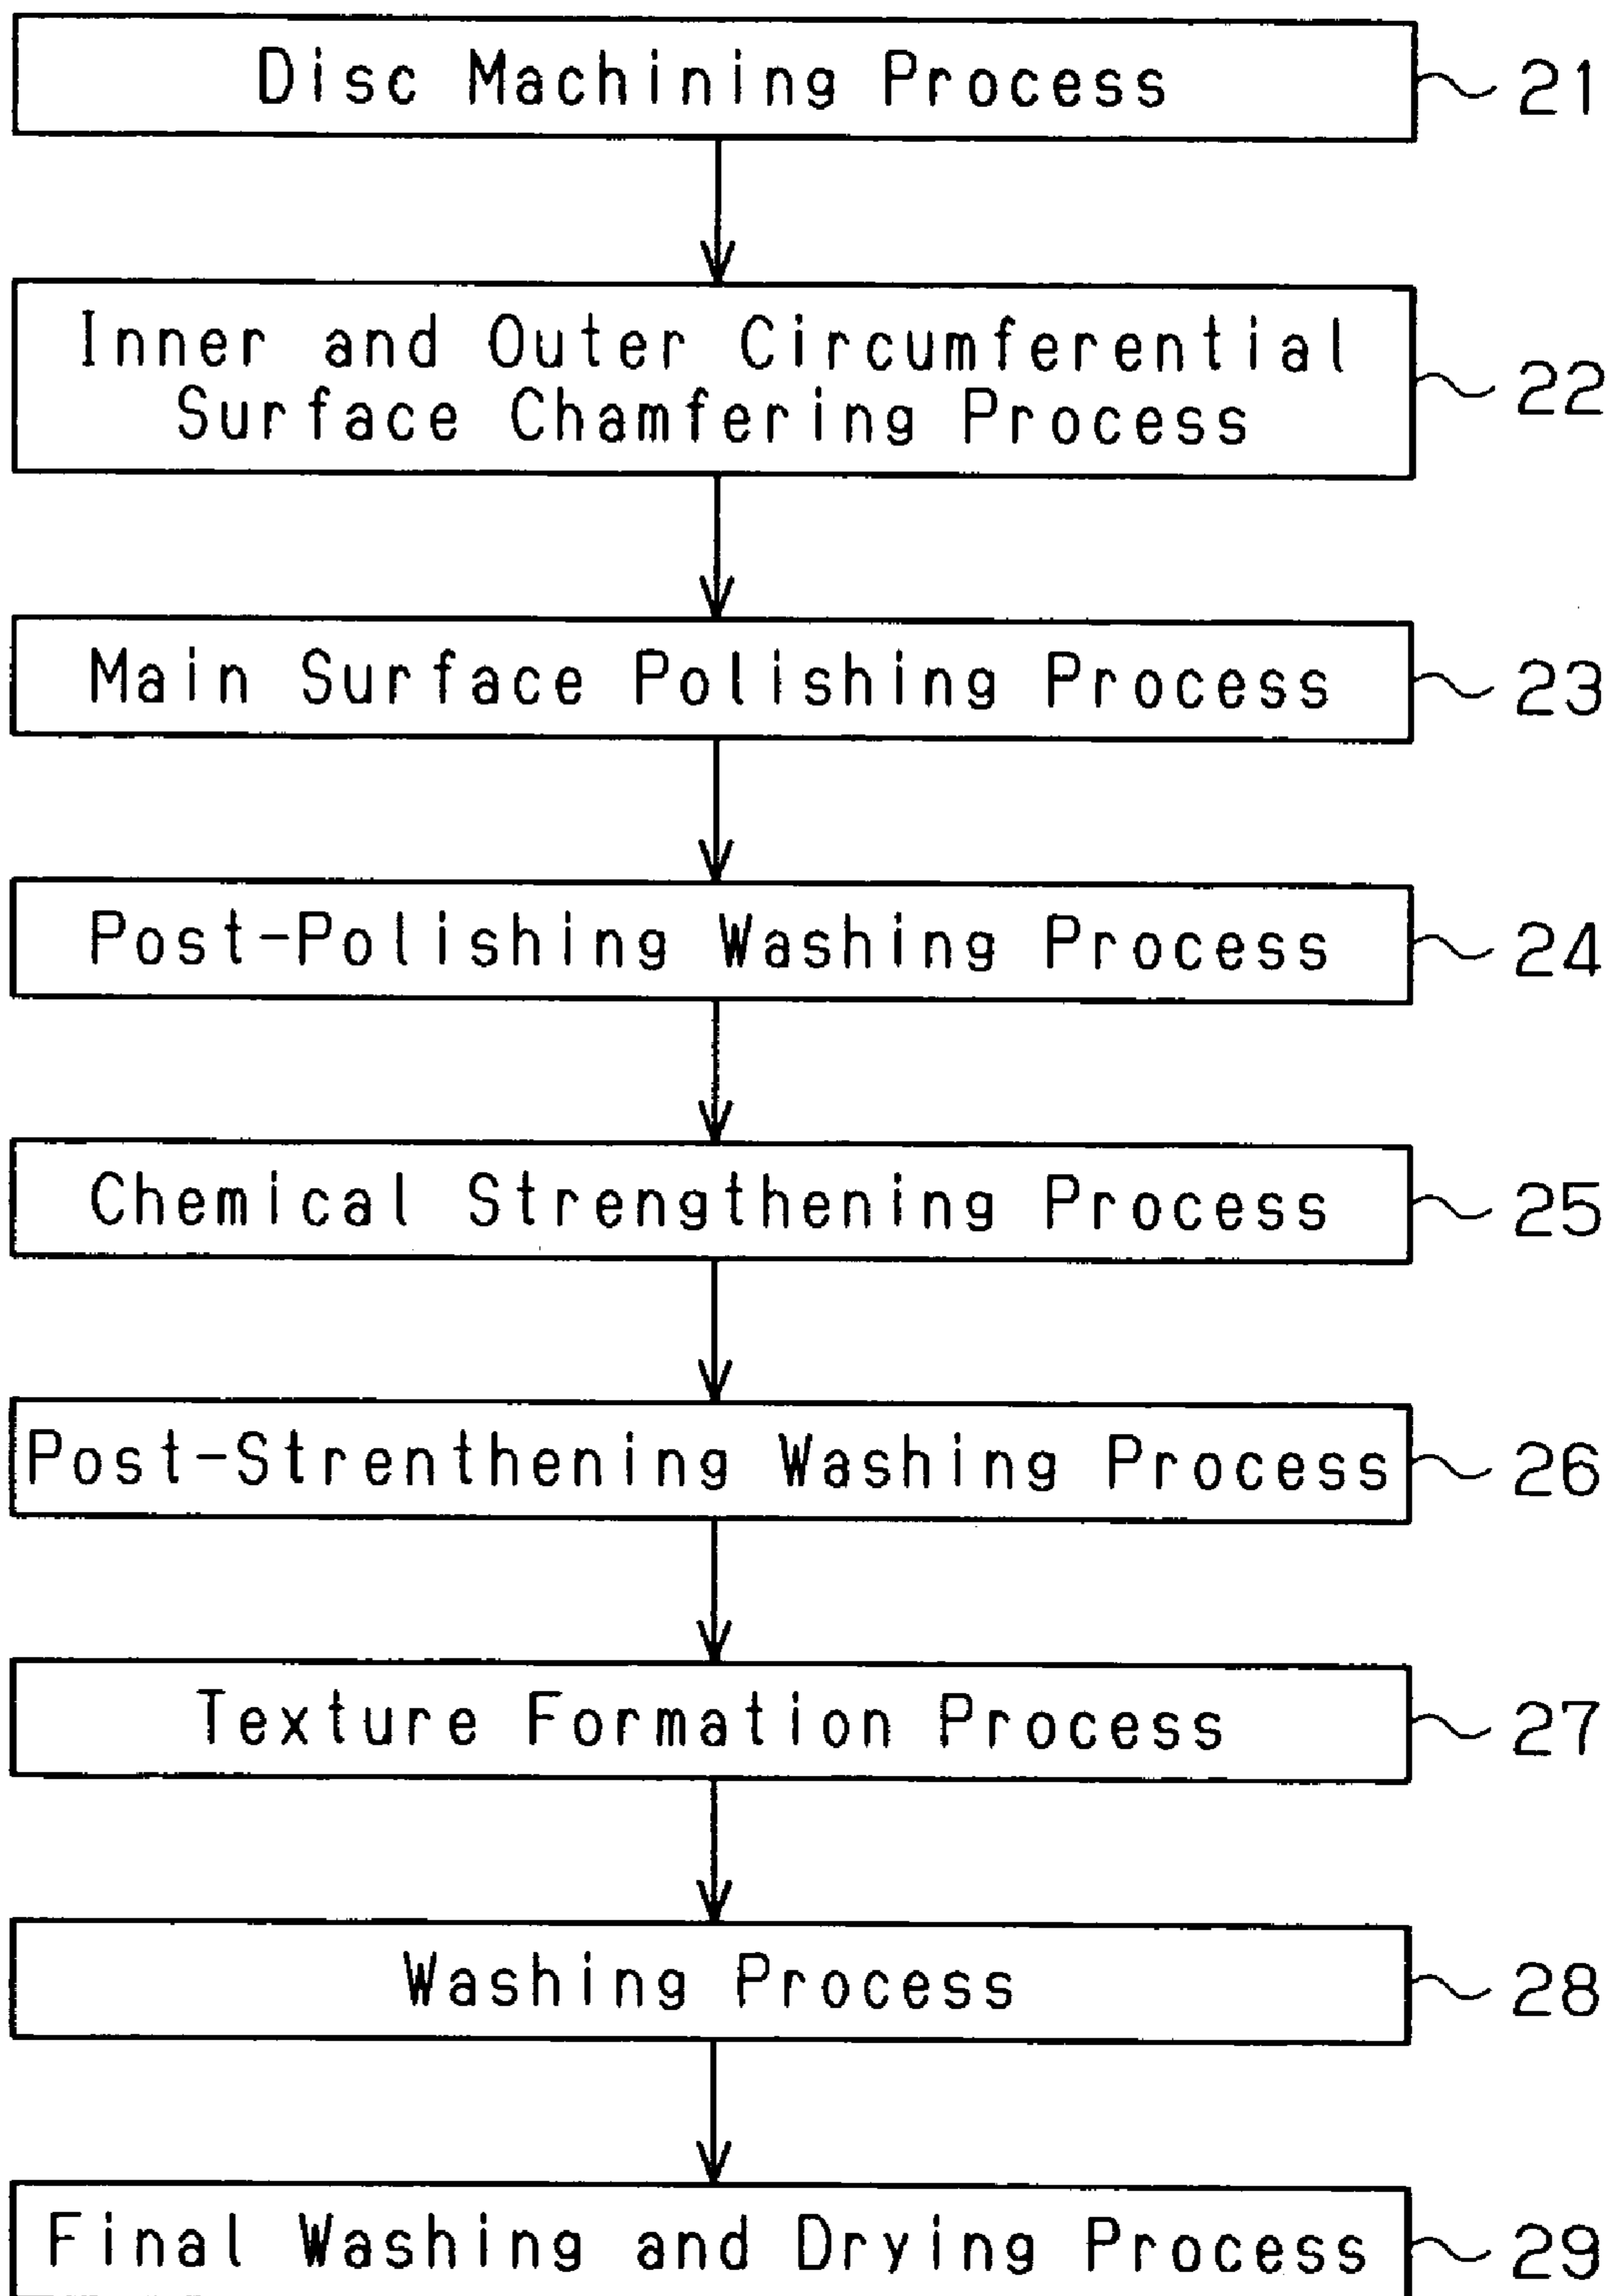 Disc Machining Process 21
Inner and Outer Circumferential
Surface Chamfering Process 22
Main Surface Polishing Process 23
Post-Polishing Washing Process 24
Chemical Strengthening Process 25
Post-Strenthening Washing Process 26
Texture Formation Process 27
Washing Process 28
Final Washing and Drying Process 29